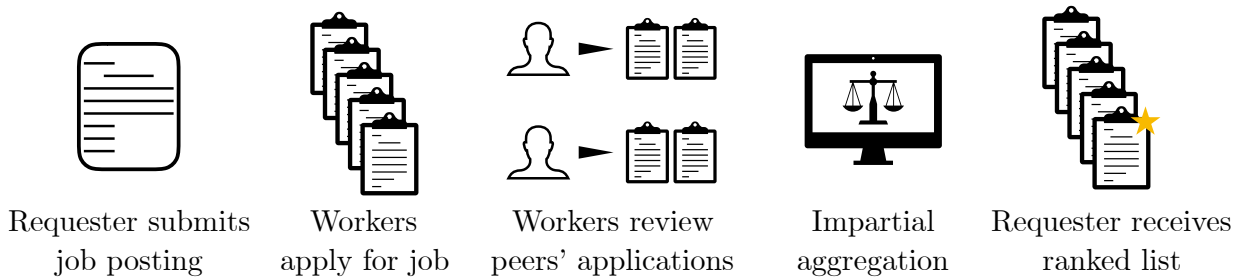 Requester submits
job posting
Workers
apply for job
Workers review
peers' applications
Impartial
aggregation
Requester receives
ranked list